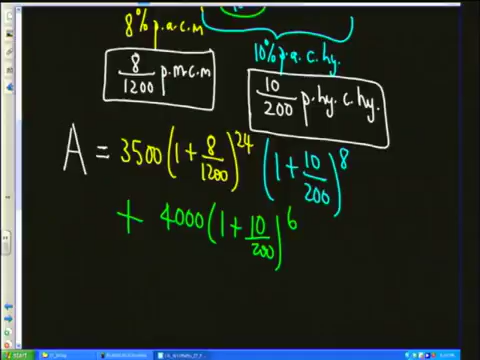 8% p.a.c.m
10% p.a.c.hy.
8/1200 p.m.c.m
10/200 p.hy.c.hy.
A = 3500(1 + 8/1200)^24 (1 + 10/200)^8
+ 4000(1 + 10/200)^6
start